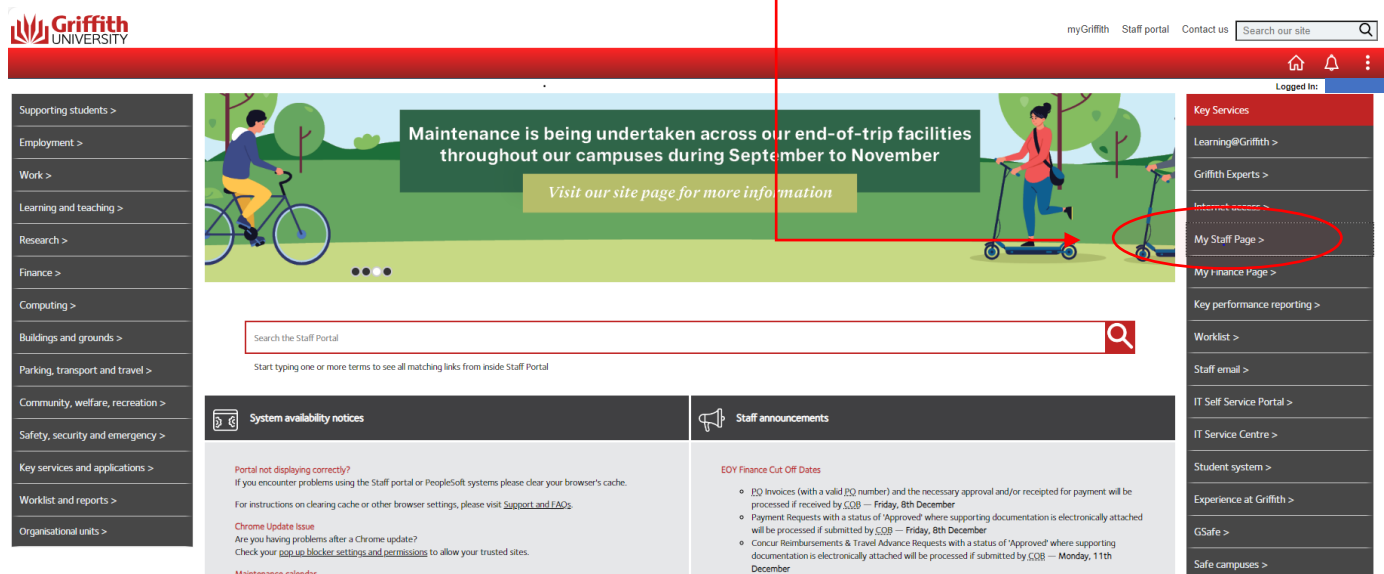 Griffith
UNIVERSITY
myGriffith Staff portal Contact us Search our site
Logged In:
Supporting students >
Employment >
Work >
Learning and teaching >
Research >
Finance >
Computing >
Buildings and grounds >
Parking, transport and travel >
Community, welfare, recreation >
Safety, security and emergency >
Key services and applications >
Worklist and reports >
Organisational units >
Maintenance is being undertaken across our end-of-trip facilities
throughout our campuses during September to November
Visit our site page for more information
Search the Staff Portal
Start typing one or more terms to see all matching links from inside Staff Portal
System availability notices
Portal not displaying correctly?
If you encounter problems using the Staff portal or PeopleSoft systems please clear your browser's cache.
For instructions on clearing cache or other browser settings, please visit Support and FAQs.
Chrome Update Issue
Are you having problems after a Chrome update?
Check your pop up blocker settings and permissions to allow your trusted sites.
Maintenance calendar
Staff announcements
EOY Finance Cut Off Dates
PO Invoices (with a valid PO number) and the necessary approval and/or receipted for payment will be
processed if received by COB — Friday, 8th December
Payment Requests with a status of 'Approved' where supporting documentation is electronically attached
will be processed if submitted by COB — Friday, 8th December
Concur Reimbursements & Travel Advance Requests with a status of 'Approved' where supporting
documentation is electronically attached will be processed if submitted by COB — Monday, 11th
December
Key Services
Learning@Griffith >
Griffith Experts >
Internet access >
My Staff Page >
My Finance Page >
Key performance reporting >
Worklist >
Staff email >
IT Self Service Portal >
IT Service Centre >
Student system >
Experience at Griffith >
GSafe >
Safe campuses >